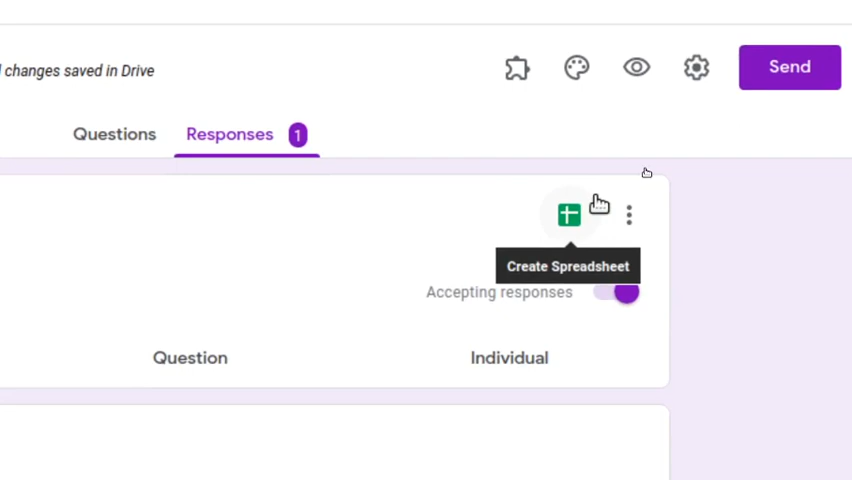 changes saved in Drive
Send
Questions
Responses 1
Create Spreadsheet
Accepting responses
Question
Individual